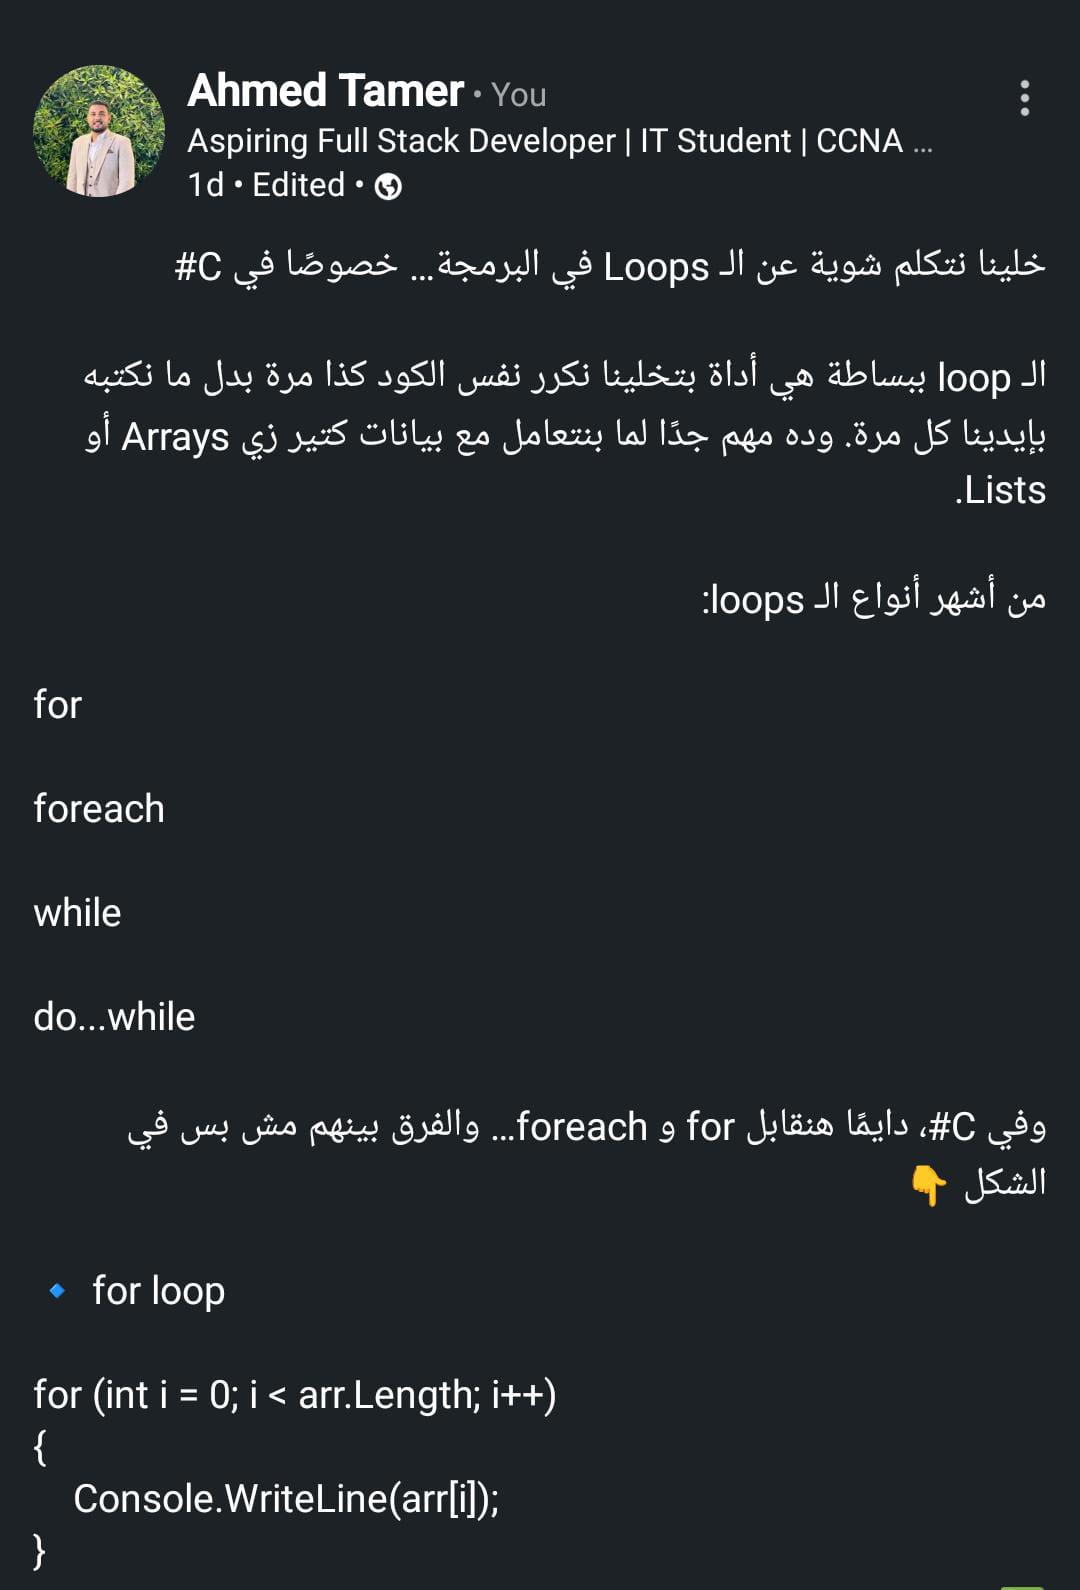 Ahmed Tamer • You
Aspiring Full Stack Developer | IT Student | CCNA ...
1d • Edited •
خلينا نتكلم شوية عن الـ Loops في البرمجة... خصوصًا في C#
الـ loop ببساطة هي أداة بتخلينا نكرر نفس الكود كذا مرة بدل ما نكتبه
بإيدينا كل مرة. وده مهم جدًا لما بنتعامل مع بيانات كتير زي Arrays أو
Lists.
من أشهر أنواع الـ loops:
for
foreach
while
do...while
وفي C#، دايمًا هنقابل for و foreach... والفرق بينهم مش بس في
الشكل 👇
🔹 for loop
for (int i = 0; i < arr.Length; i++)
{
Console.WriteLine(arr[i]);
}